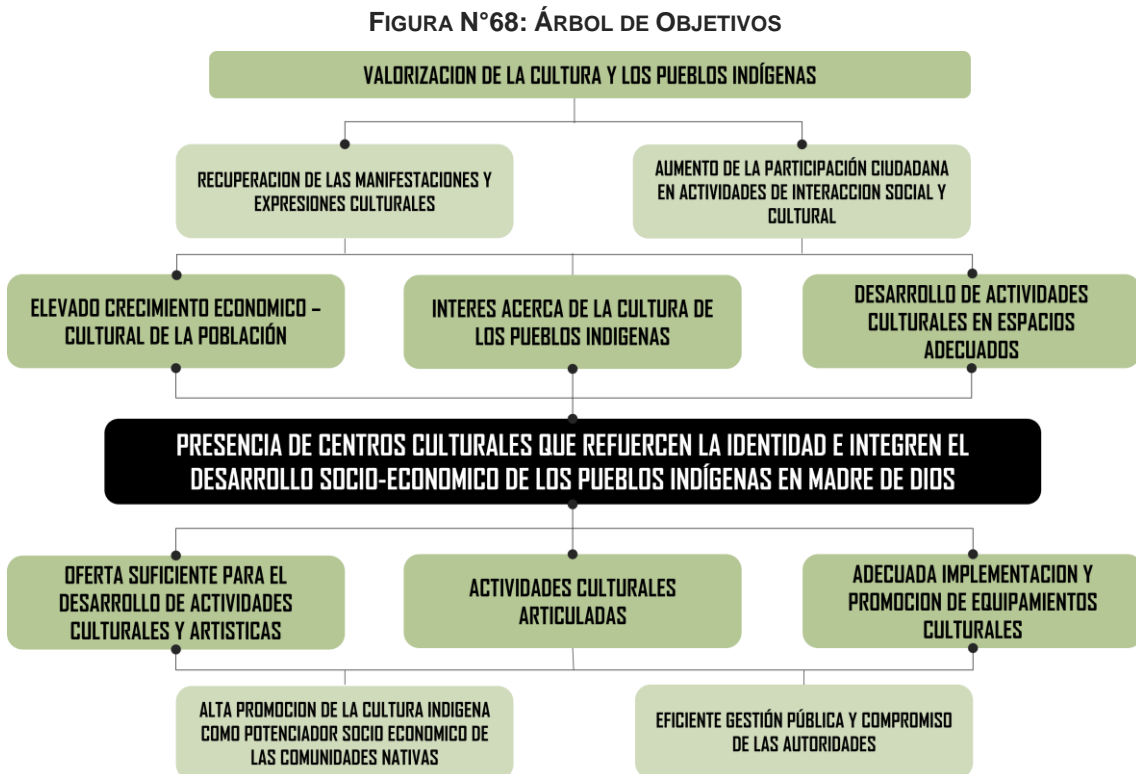 FIGURA N°68: ÁRBOL DE OBJETIVOS
VALORIZACION DE LA CULTURA Y LOS PUEBLOS INDÍGENAS
RECUPERACION DE LAS MANIFESTACIONES Y
EXPRESIONES CULTURALES
AUMENTO DE LA PARTICIPACIÓN CIUDADANA
EN ACTIVIDADES DE INTERACCION SOCIAL Y
CULTURAL
ELEVADO CRECIMIENTO ECONOMICO –
CULTURAL DE LA POBLACIÓN
INTERES ACERCA DE LA CULTURA DE
LOS PUEBLOS INDIGENAS
DESARROLLO DE ACTIVIDADES
CULTURALES EN ESPACIOS
ADECUADOS
PRESENCIA DE CENTROS CULTURALES QUE REFUERCEN LA IDENTIDAD E INTEGREN EL
DESARROLLO SOCIO-ECONOMICO DE LOS PUEBLOS INDÍGENAS EN MADRE DE DIOS
OFERTA SUFICIENTE PARA EL
DESARROLLO DE ACTIVIDADES
CULTURALES Y ARTISTICAS
ACTIVIDADES CULTURALES
ARTICULADAS
ADECUADA IMPLEMENTACION Y
PROMOCION DE EQUIPAMIENTOS
CULTURALES
ALTA PROMOCION DE LA CULTURA INDIGENA
COMO POTENCIADOR SOCIO ECONOMICO DE
LAS COMUNIDADES NATIVAS
EFICIENTE GESTIÓN PÚBLICA Y COMPROMISO
DE LAS AUTORIDADES